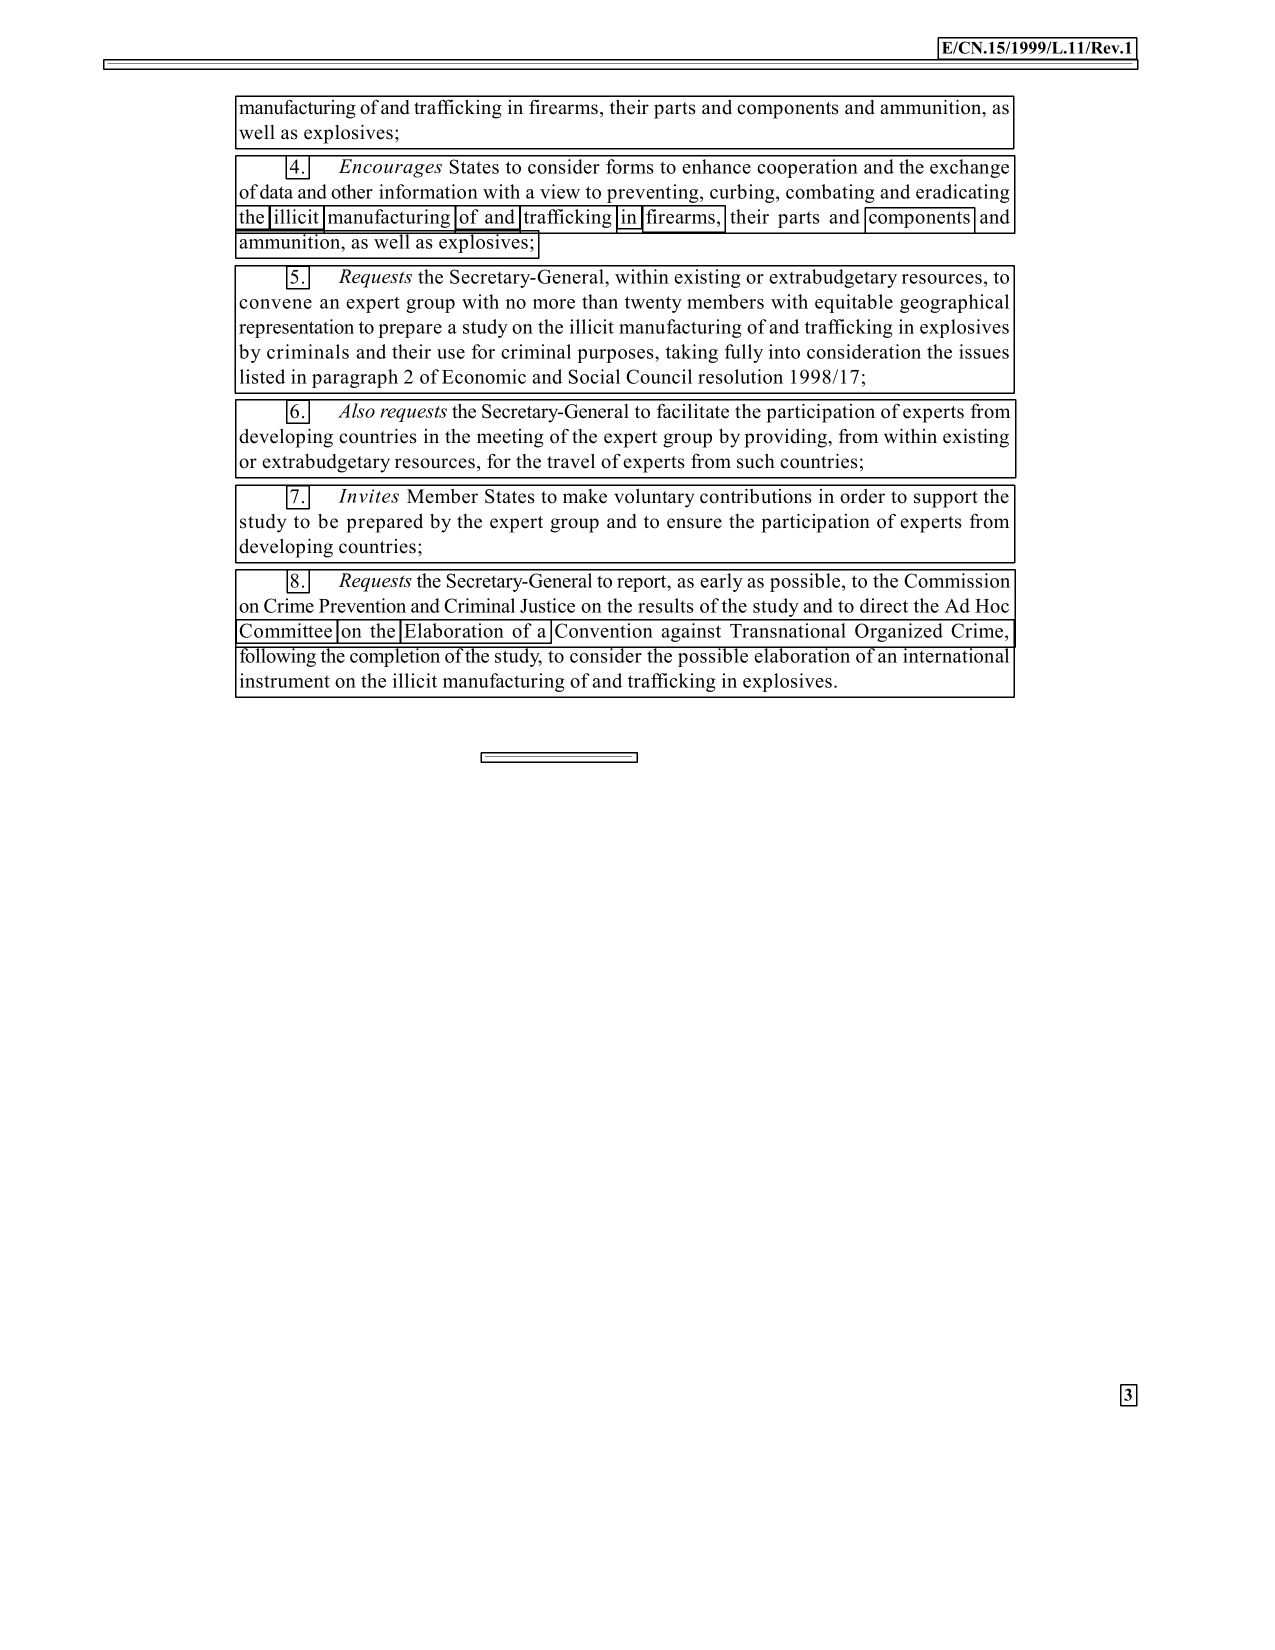 E/CN.15/1999/L.11/Rev.1
manufacturing of and trafficking in firearms, their parts and components and ammunition, as
well as explosives;
4. Encourages States to consider forms to enhance cooperation and the exchange
of data and other information with a view to preventing, curbing, combating and eradicating
the illicit manufacturing of and trafficking in firearms, their parts and components and
ammunition, as well as explosives;
5. Requests the Secretary-General, within existing or extrabudgetary resources, to
convene an expert group with no more than twenty members with equitable geographical
representation to prepare a study on the illicit manufacturing of and trafficking in explosives
by criminals and their use for criminal purposes, taking fully into consideration the issues
listed in paragraph 2 of Economic and Social Council resolution 1998/17;
6. Also requests the Secretary-General to facilitate the participation of experts from
developing countries in the meeting of the expert group by providing, from within existing
or extrabudgetary resources, for the travel of experts from such countries;
7. Invites Member States to make voluntary contributions in order to support the
study to be prepared by the expert group and to ensure the participation of experts from
developing countries;
8. Requests the Secretary-General to report, as early as possible, to the Commission
on Crime Prevention and Criminal Justice on the results of the study and to direct the Ad Hoc
Committee on the Elaboration of a Convention against Transnational Organized Crime,
following the completion of the study, to consider the possible elaboration of an international
instrument on the illicit manufacturing of and trafficking in explosives.
3